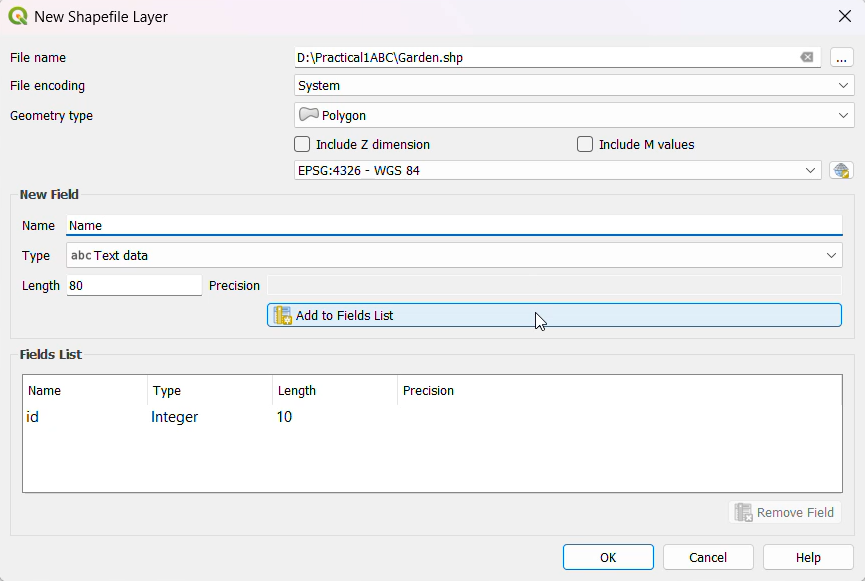 New Shapefile Layer
File name D:\Practical1ABC\Garden.shp ...
File encoding System
Geometry type Polygon
Include Z dimension Include M values
EPSG:4326 - WGS 84
New Field
Name Name
Type abc Text data
Length 80 Precision
Add to Fields List
Fields List
Name Type Length Precision
id Integer 10
Remove Field
OK Cancel Help